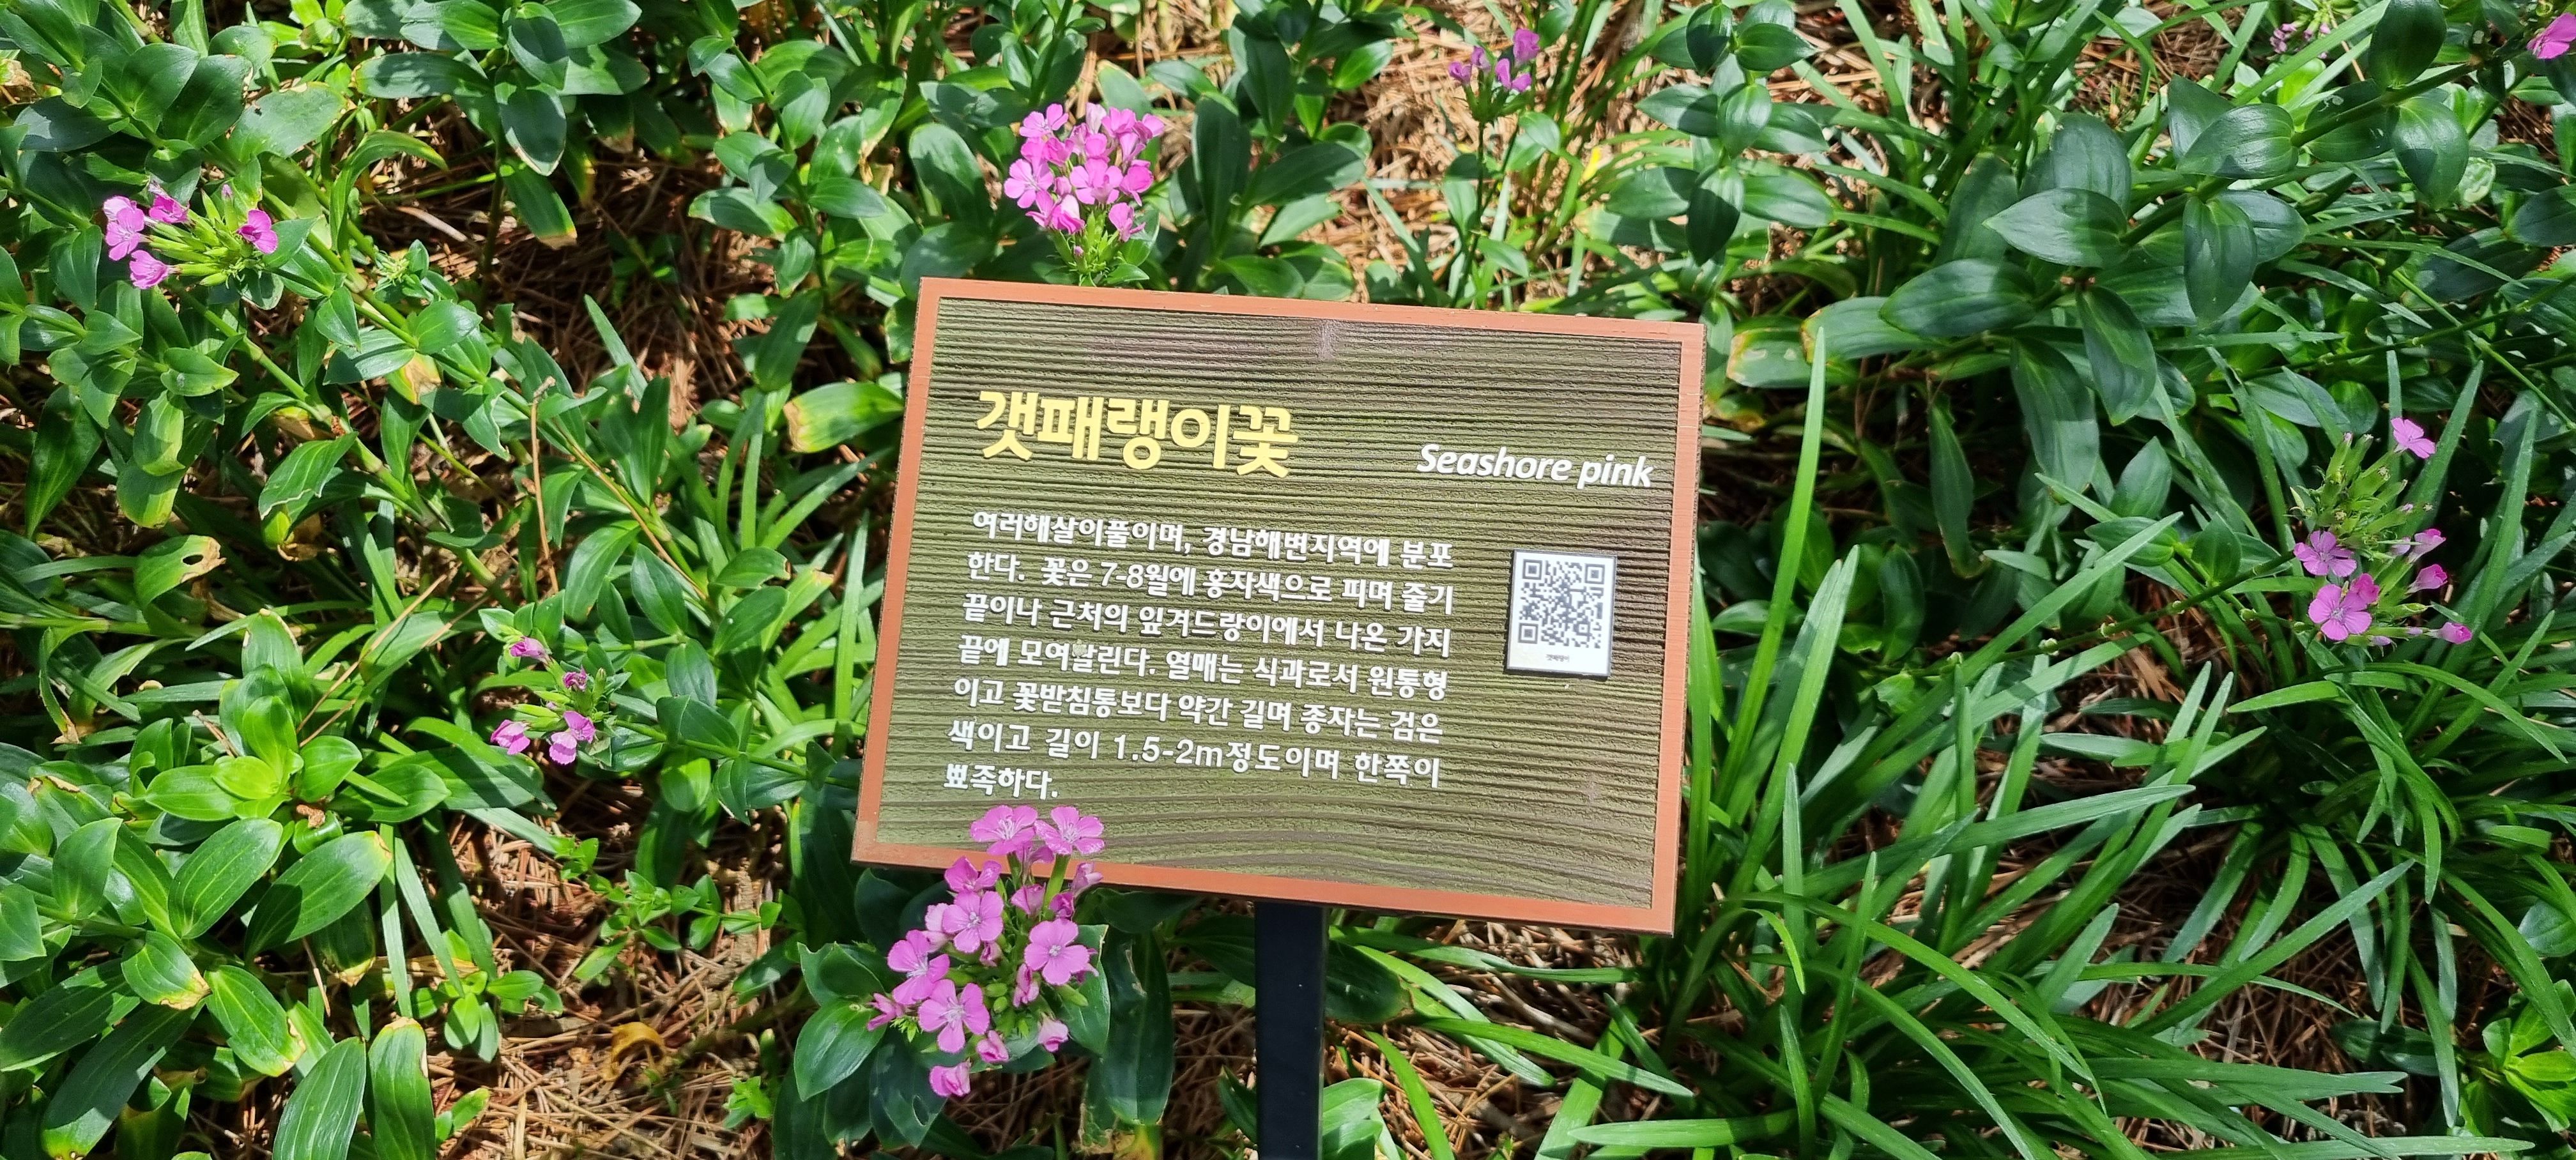 갯패랭이꽃
Seashore pink
여러해살이풀이며, 경남해변지역에 분포
한다. 꽃은 7-8월에 홍자색으로 피며 줄기
끝이나 근처의 잎겨드랑이에서 나온 가지
끝에 모여달린다. 열매는 식과로서 원통형
이고 꽃받침통보다 약간 길며 종자는 검은
색이고 길이 1.5-2m정도이며 한쪽이
뾰족하다.